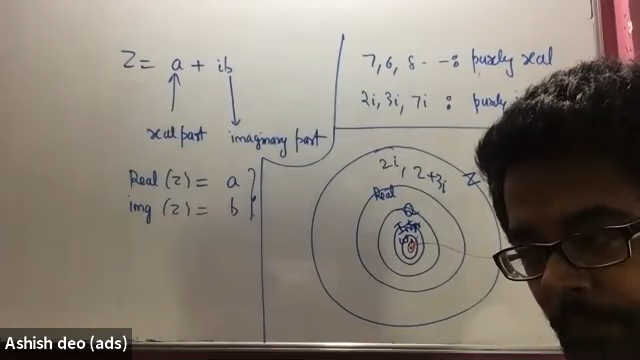 Z = a + ib
real part imaginary part
Real (z) = a
img (z) = b
7, 6, 8 - - : purely real
2i, 3i, 7i : purely
2i, 2+3i
Z
Real
Q
Ashish deo (ads)